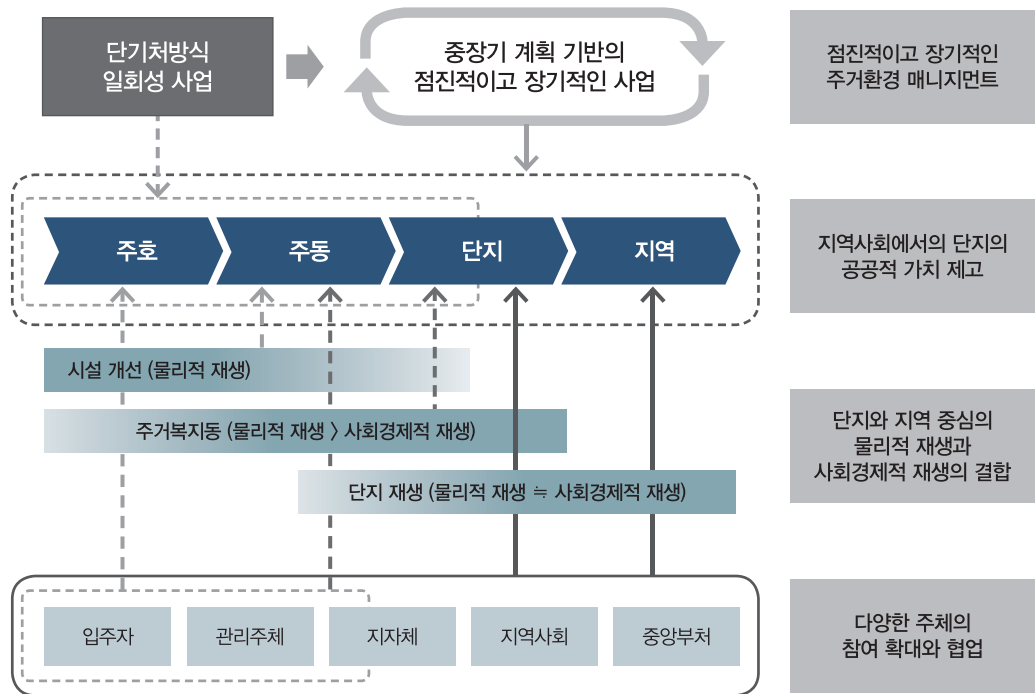 단기처방식
일회성 사업
중장기 계획 기반의
점진적이고 장기적인 사업
점진적이고 장기적인
주거환경 매니지먼트
주호
주동
단지
지역
지역사회에서의 단지의
공공적 가치 제고
시설 개선 (물리적 재생)
주거복지동 (물리적 재생 > 사회경제적 재생)
단지 재생 (물리적 재생 ≒ 사회경제적 재생)
단지와 지역 중심의
물리적 재생과
사회경제적 재생의 결합
입주자
관리주체
지자체
지역사회
중앙부처
다양한 주체의
참여 확대와 협업